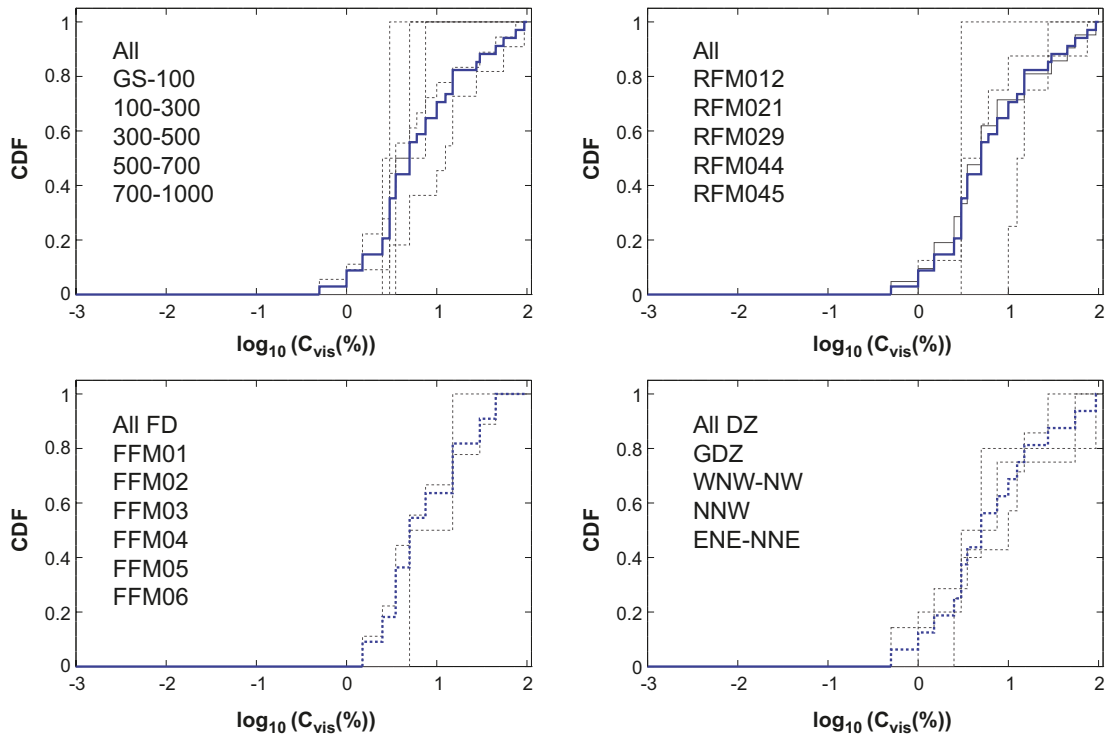 1
0.8
0.6
0.4
0.2
0
CDF
All
GS-100
100-300
300-500
500-700
700-1000
-3 -2 -1 0 1 2
log10 (Cvis(%))
1
0.8
0.6
0.4
0.2
0
CDF
All
RFM012
RFM021
RFM029
RFM044
RFM045
-3 -2 -1 0 1 2
log10 (Cvis(%))
1
0.8
0.6
0.4
0.2
0
CDF
All FD
FFM01
FFM02
FFM03
FFM04
FFM05
FFM06
-3 -2 -1 0 1 2
log10 (Cvis(%))
1
0.8
0.6
0.4
0.2
0
CDF
All DZ
GDZ
WNW-NW
NNW
ENE-NNE
-3 -2 -1 0 1 2
log10 (Cvis(%))